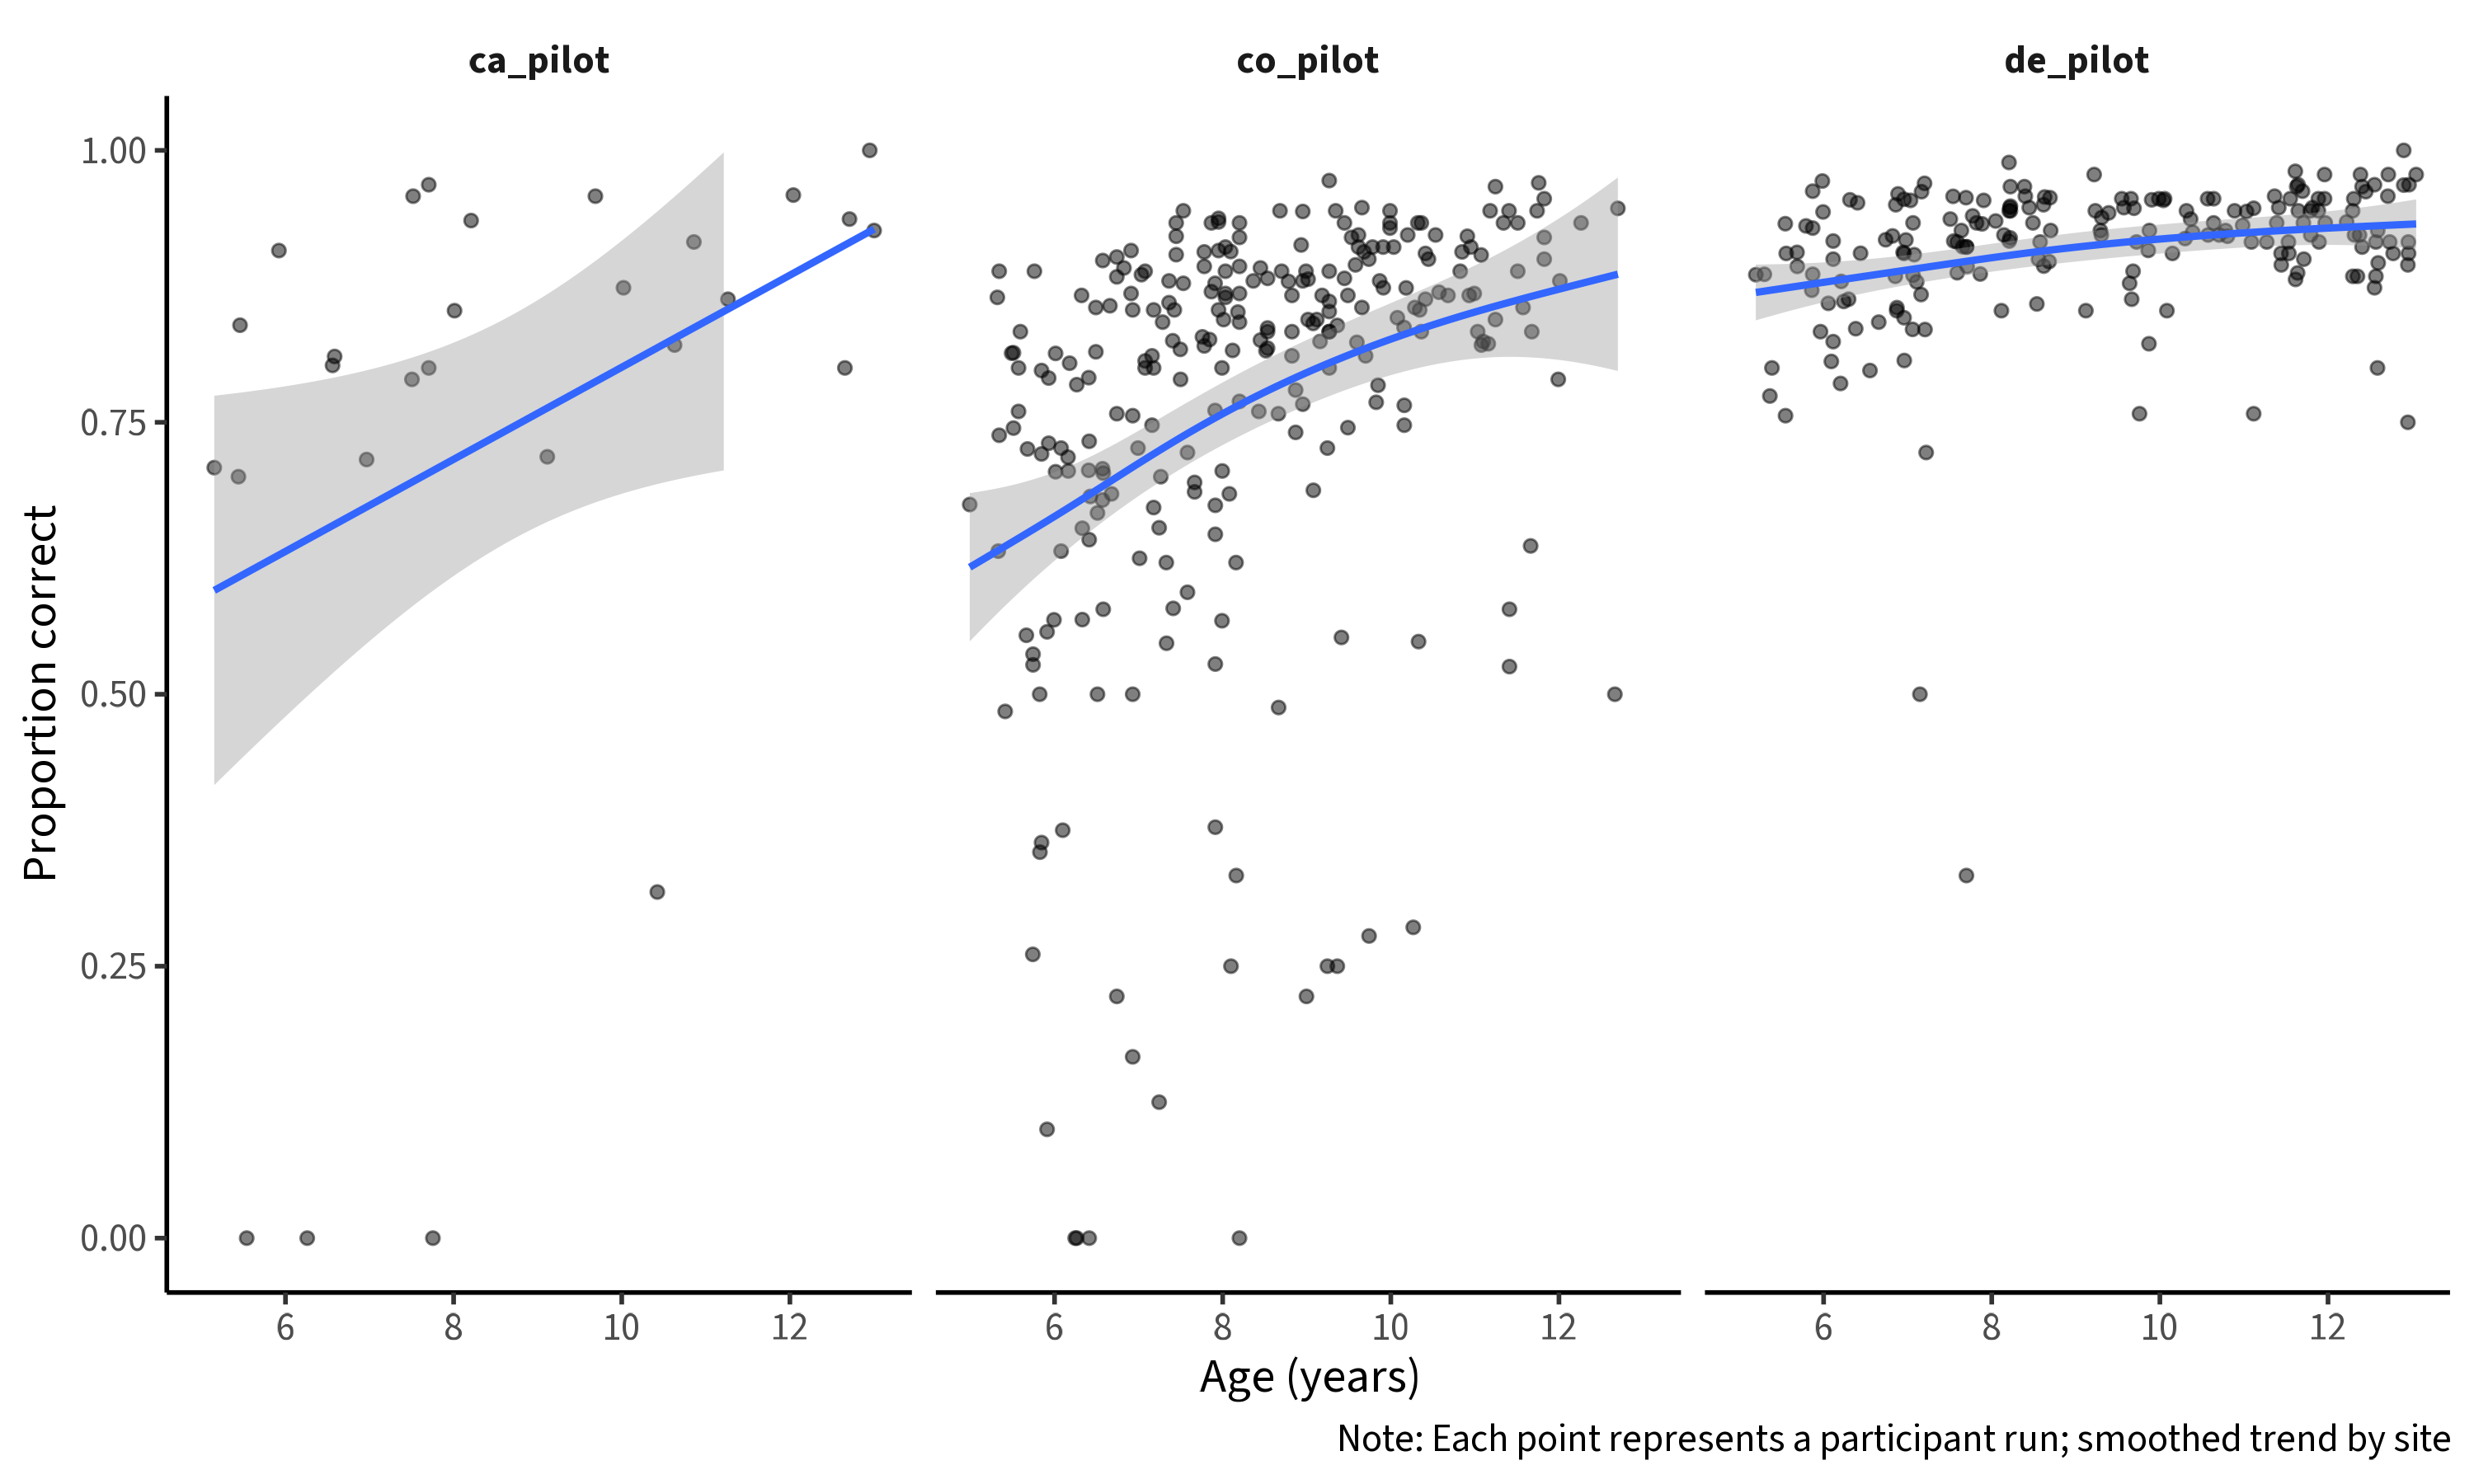 ca_pilot co_pilot de_pilot
Proportion correct
1.00
0.75
0.50
0.25
0.00
6 8 10 12 6 8 10 12 6 8 10 12
Age (years)
Note: Each point represents a participant run; smoothed trend by site